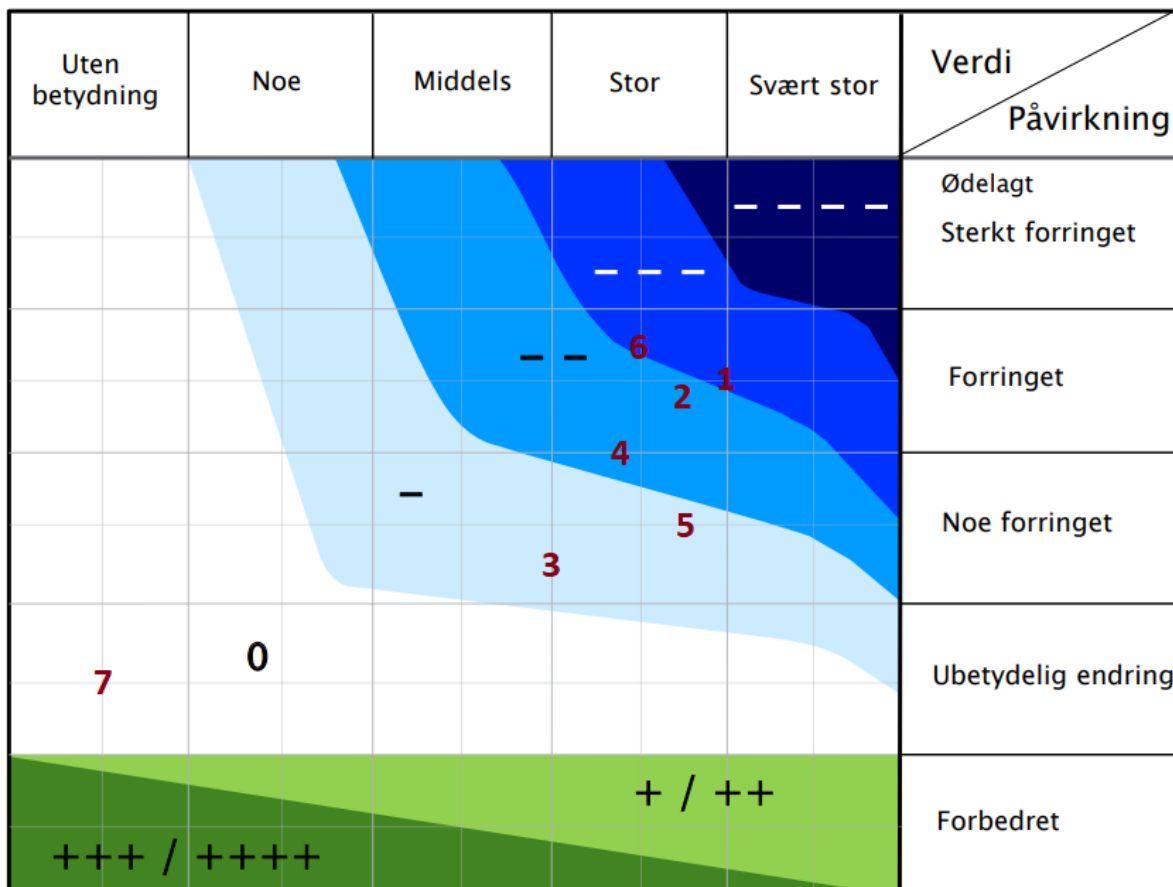 Uten
betydning
Noe
Middels
Stor
Svært stor
Verdi
Påvirkning
Ødelagt
Sterkt forringet
– – – –
– – –
– –
6
1
2
Forringet
4
–
5
3
Noe forringet
0
7
Ubetydelig endring
+ / ++
Forbedret
+++ / ++++